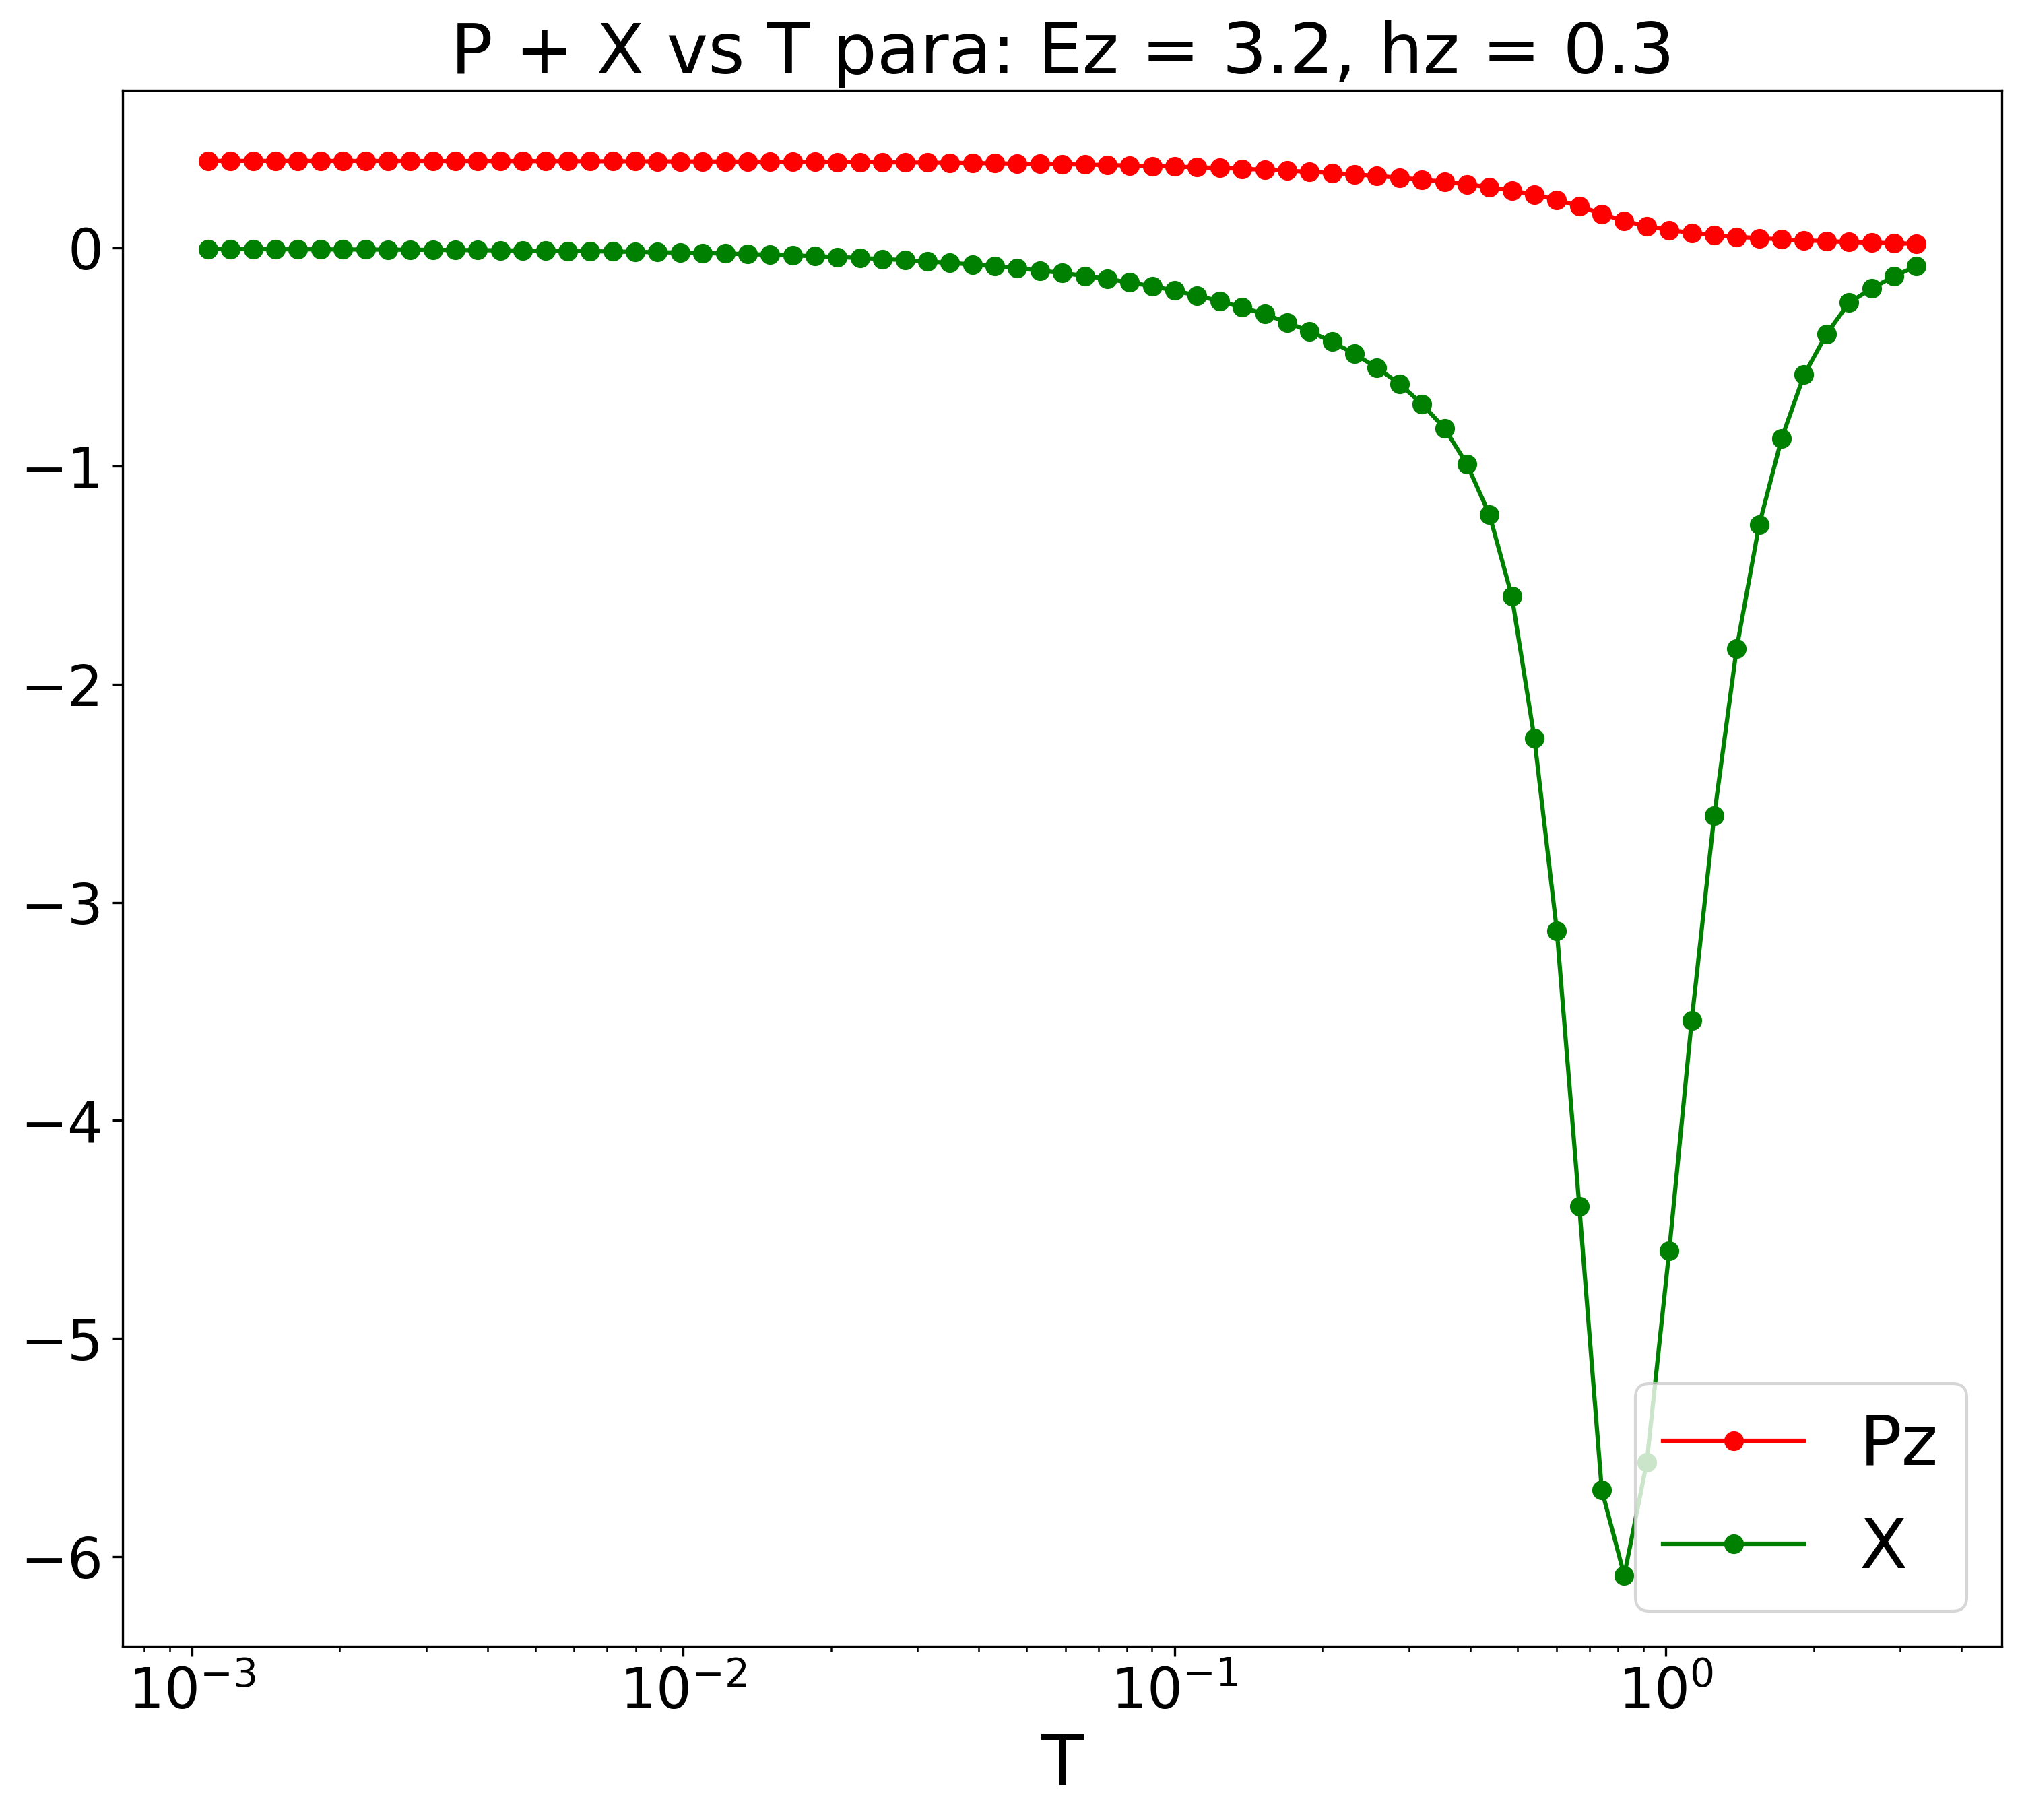 P + X vs T para: Ez = 3.2, hz = 0.3
0
−1
−2
−3
−4
−5
−6
Pz
X
10⁻³ 10⁻² 10⁻¹ 10⁰
T